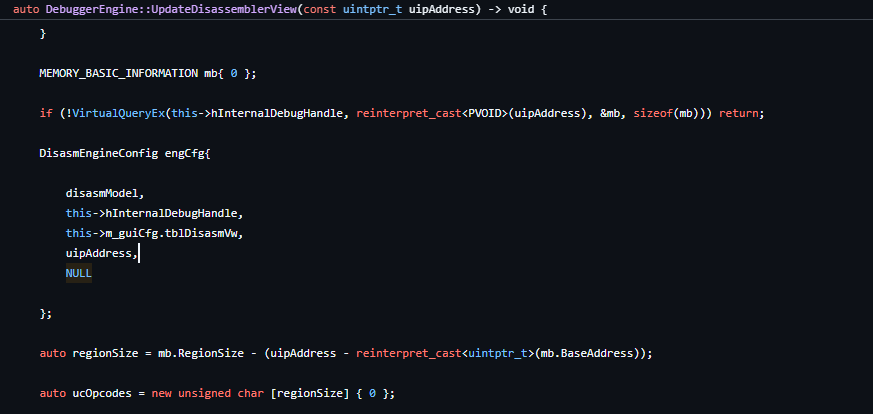 auto DebuggerEngine::UpdateDisassemblerView(const uintptr_t uipAddress) -> void {
}
MEMORY_BASIC_INFORMATION mb{ 0 };
if (!VirtualQueryEx(this->hInternalDebugHandle, reinterpret_cast<PVOID>(uipAddress), &mb, sizeof(mb))) return;
DisasmEngineConfig engCfg{
disasmModel,
this->hInternalDebugHandle,
this->m_guiCfg.tblDisasmVw,
uipAddress,
NULL
};
auto regionSize = mb.RegionSize - (uipAddress - reinterpret_cast<uintptr_t>(mb.BaseAddress));
auto ucOpcodes = new unsigned char [regionSize] { 0 };